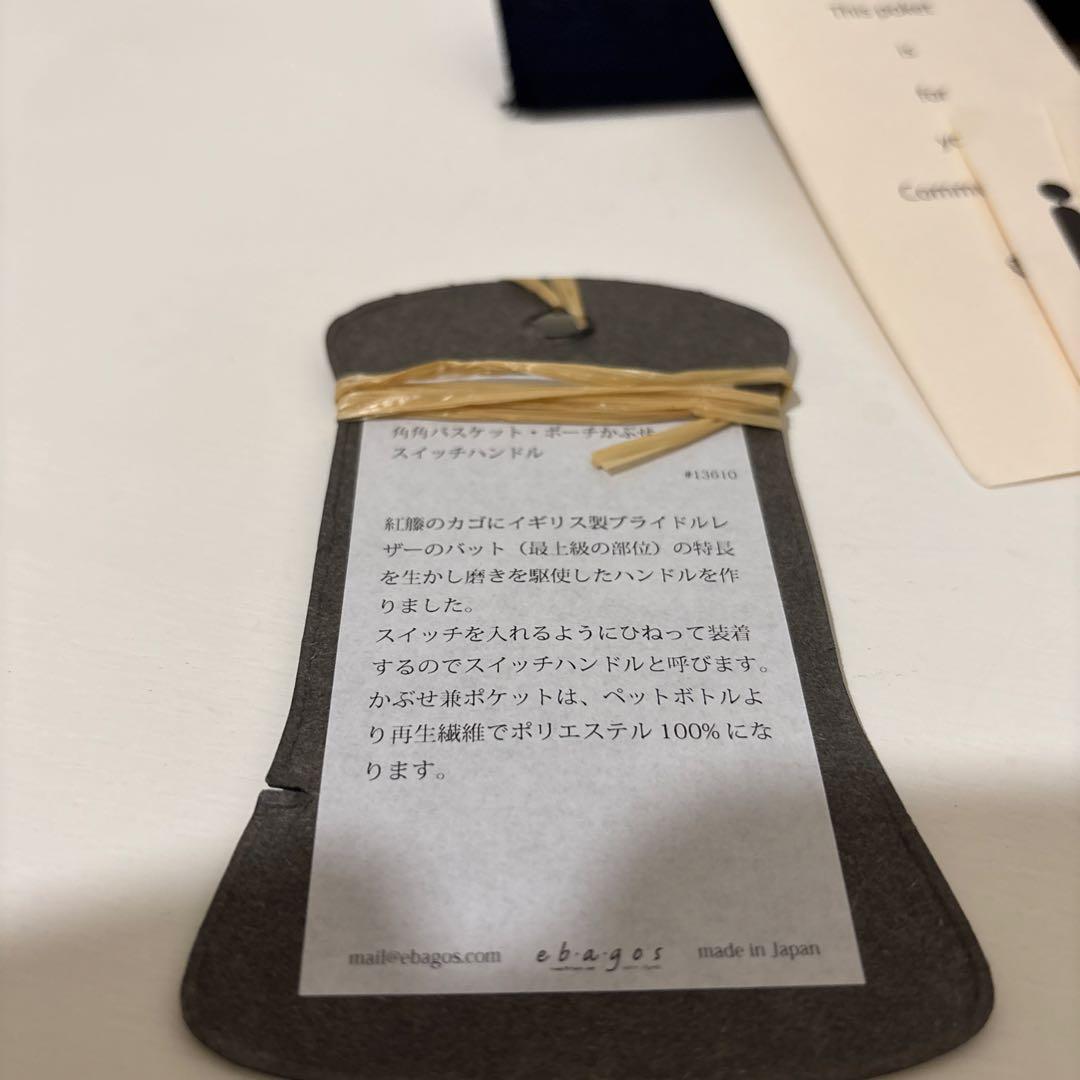 This poket
is
for
角角バスケット・ポーチかぶせ
スイッチハンドル
#13610
紅籐のカゴにイギリス製ブライドルレ
ザーのバット（最上級の部位）の特長
を生かし磨きを駆使したハンドルを作
りました。
スイッチを入れるようにひねって装着
するのでスイッチハンドルと呼びます。
かぶせ兼ポケットは、ペットボトルよ
り再生繊維でポリエステル 100% にな
ります。
mail@ebagos.com e・b・a・g・o・s made in Japan